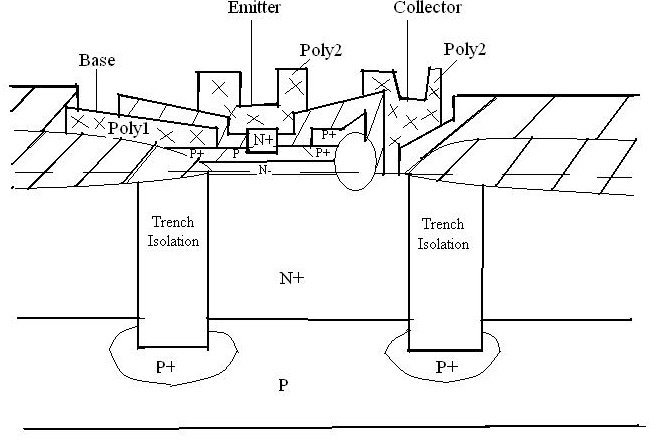 Emitter
Collector
Poly2
Poly2
Base
Poly1
N+
P+
P+
P
P+
N-
Trench
Isolation
Trench
Isolation
N+
P+
P+
P